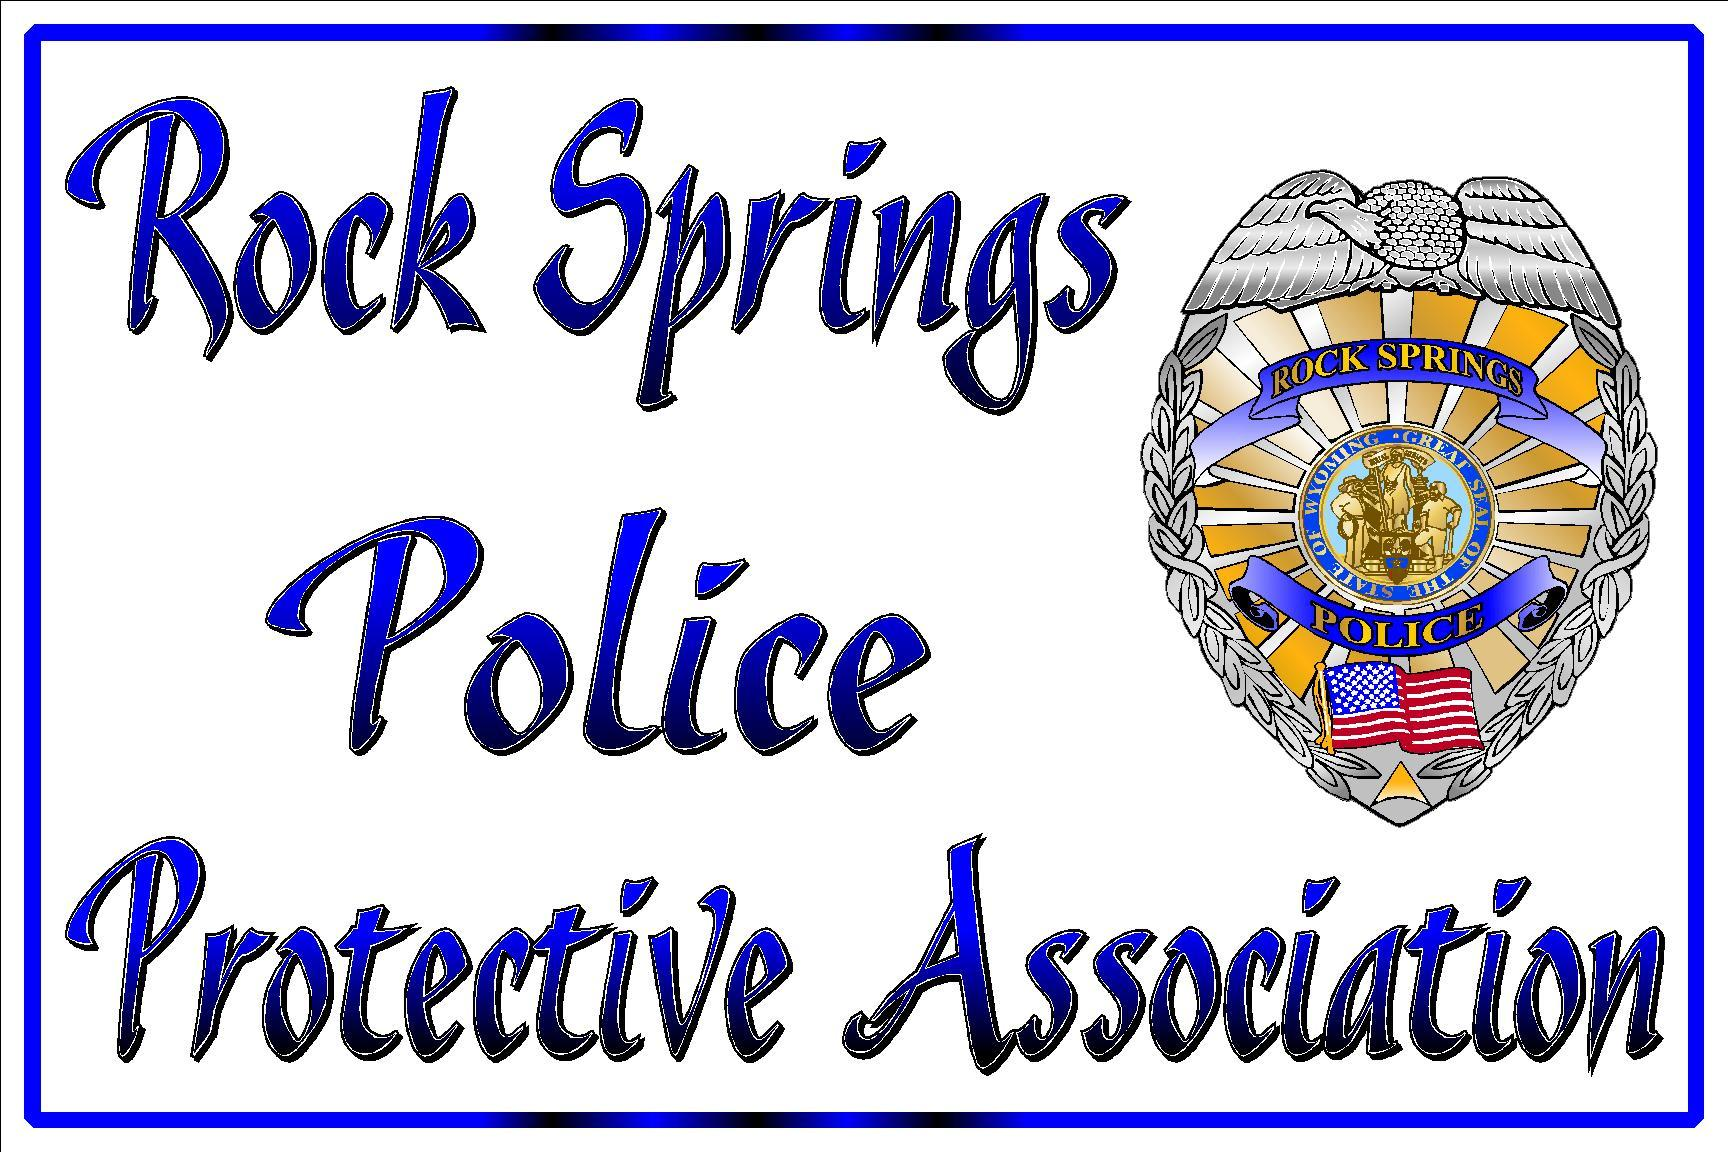 Rock Springs
Police
Protective Association
ROCK SPRINGS
GREAT SEAL OF THE STATE OF WYOMING
POLICE